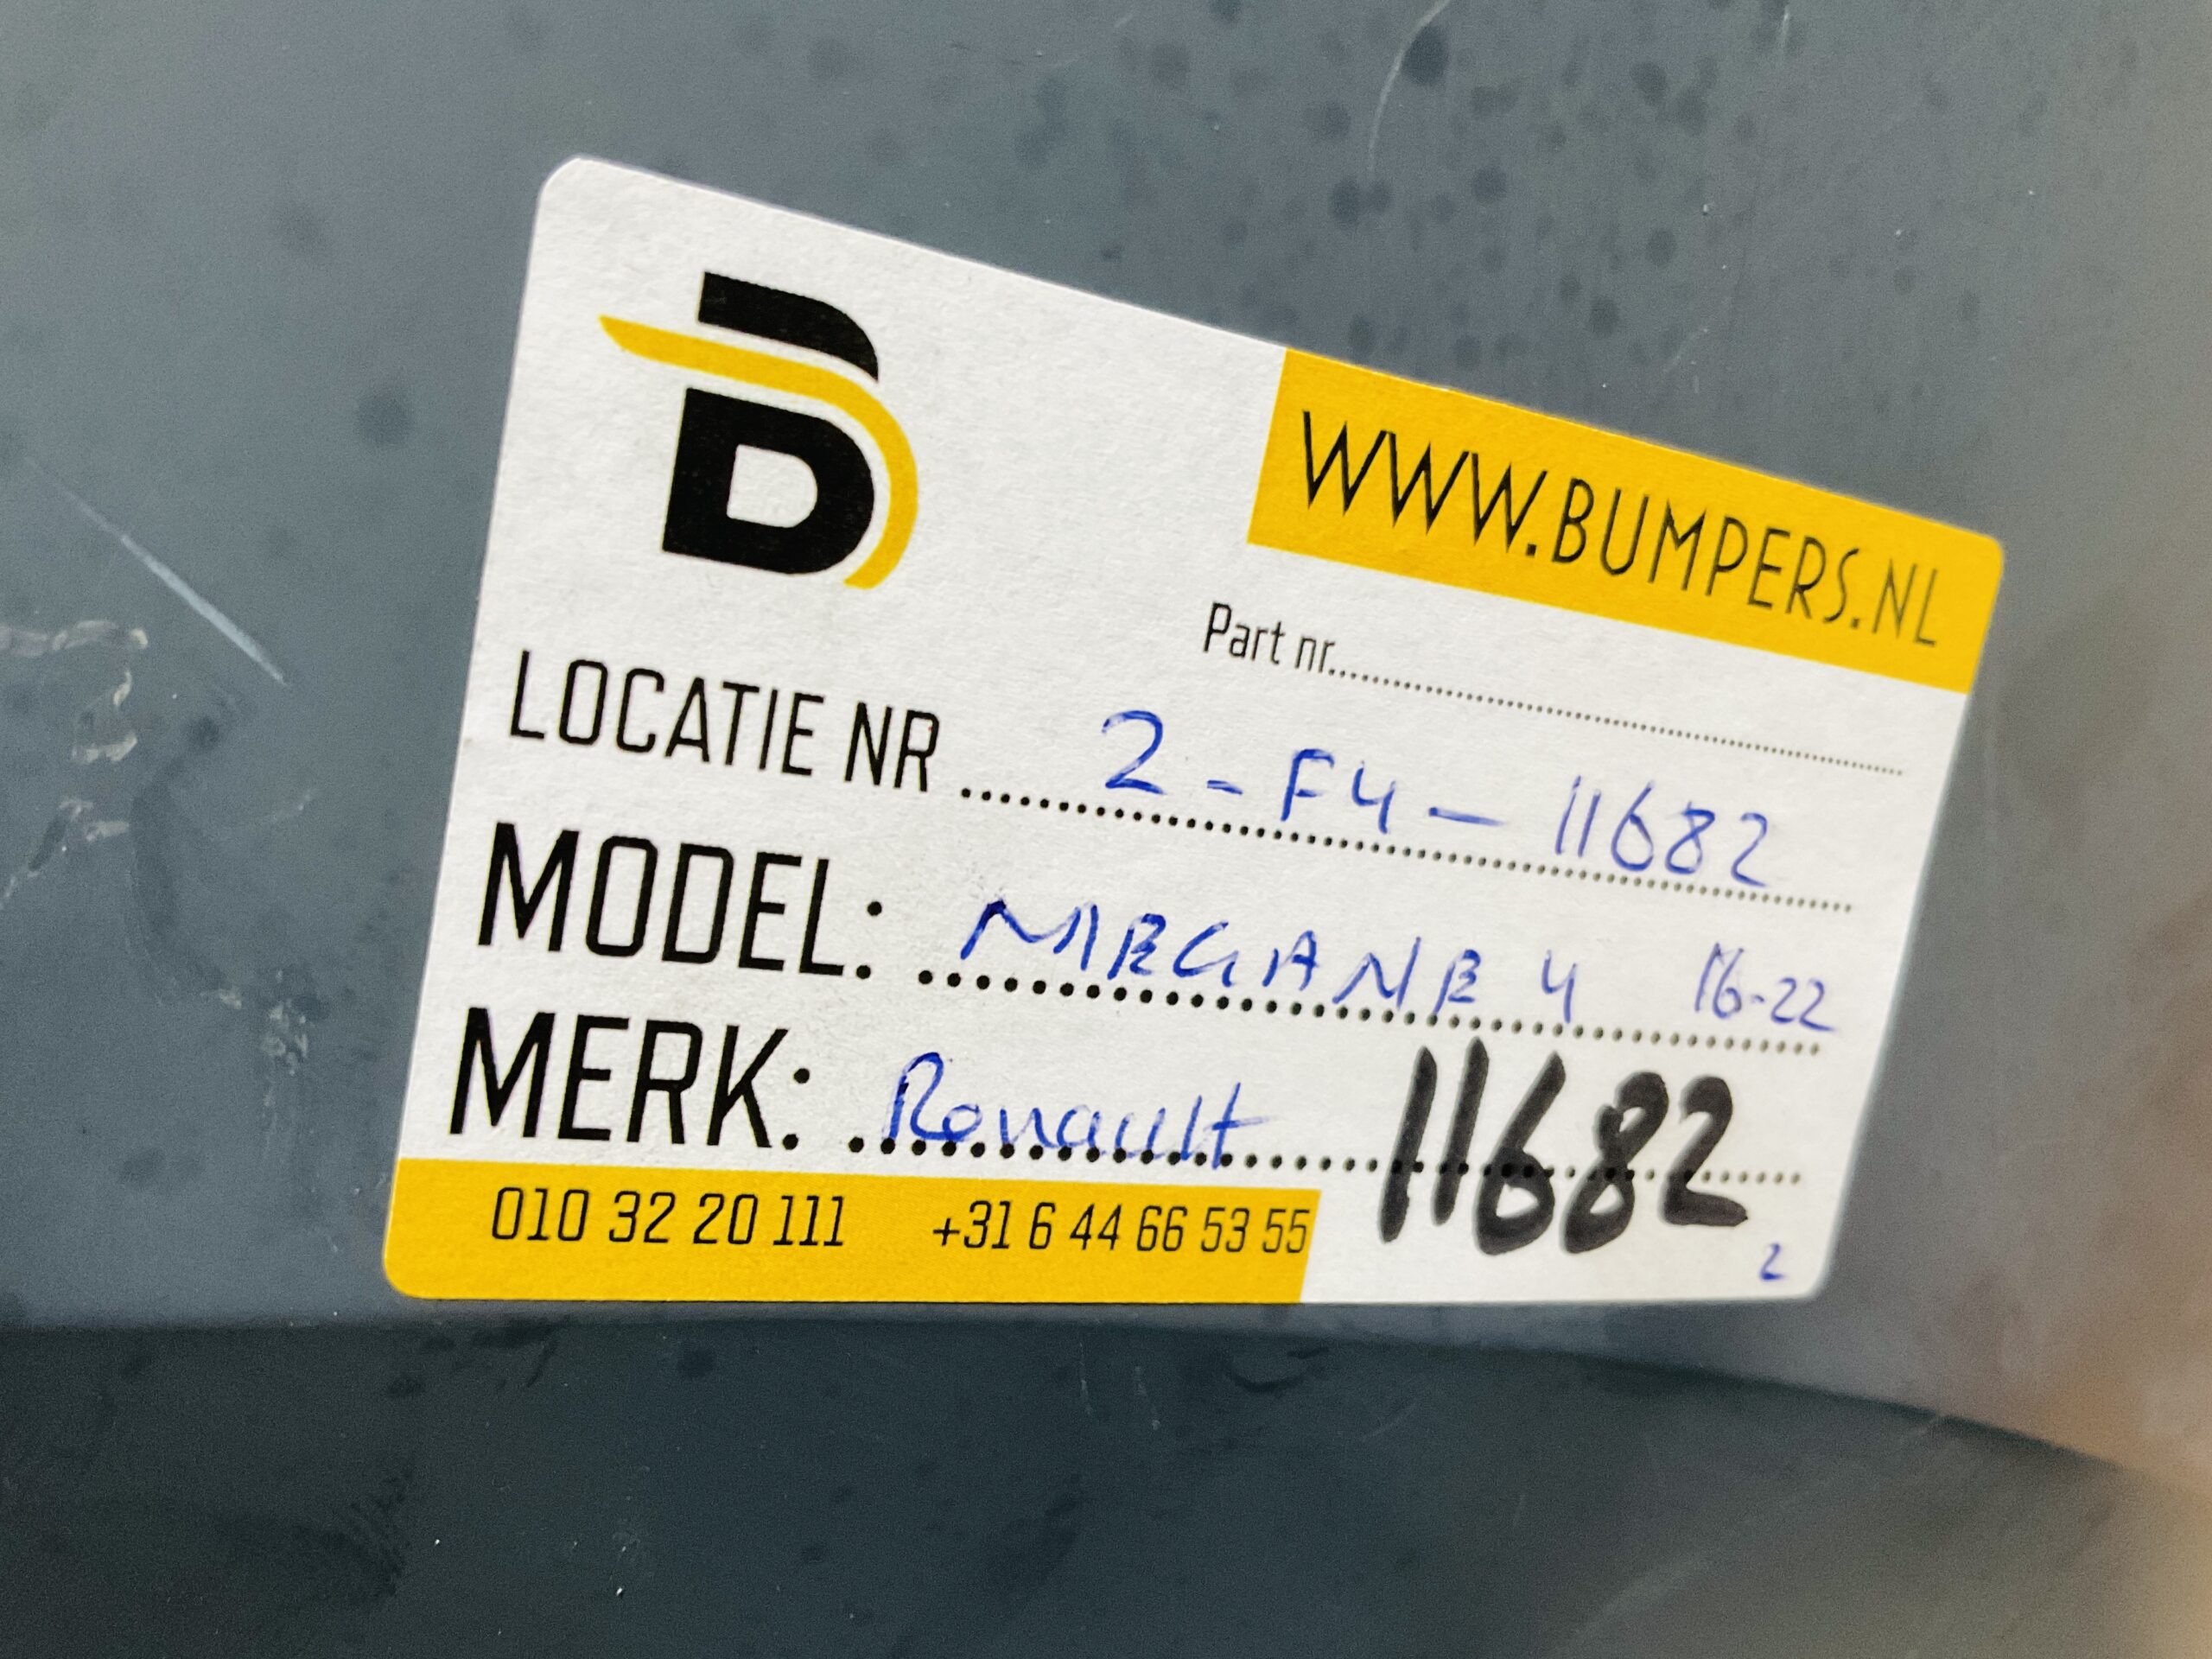 WWW.BUMPERS.NL
Part nr.
LOCATIE NR 2 - F4 - 11682
MODEL: MEGANE 4 16-22
MERK: Renault 11682
010 32 20 111 +31 6 44 66 53 55
2